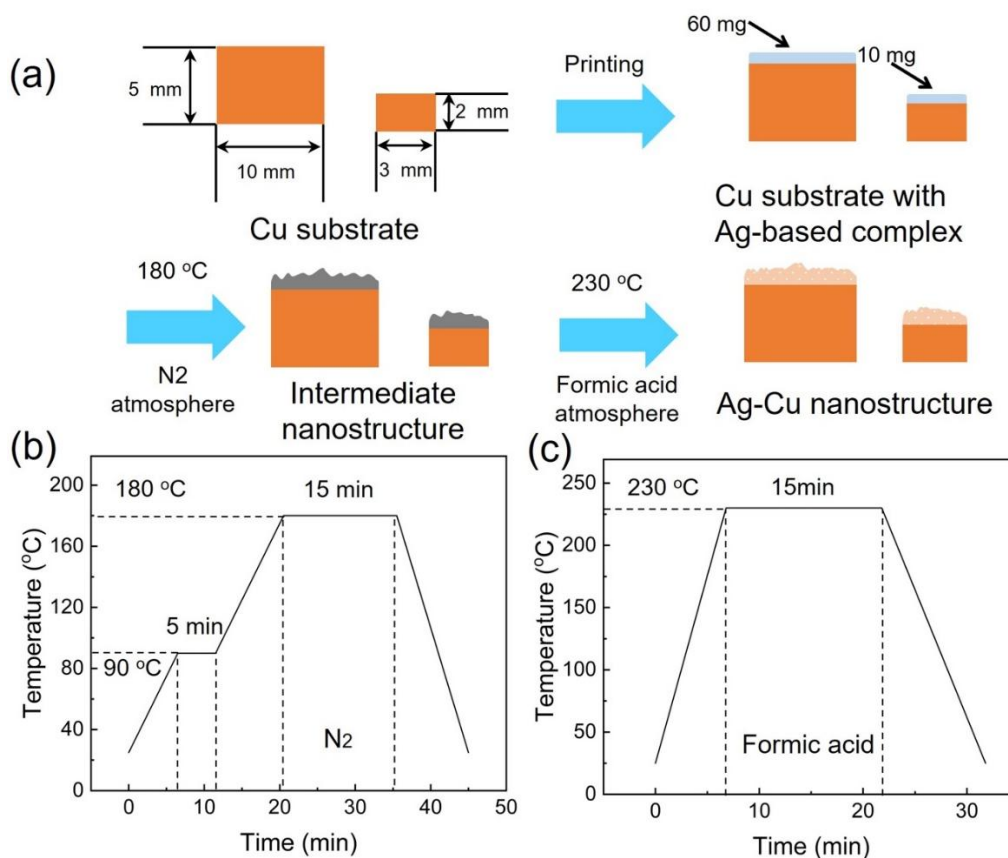 (a)
5 mm
10 mm
2 mm
3 mm
Cu substrate
Printing
60 mg
10 mg
Cu substrate with
Ag-based complex
180 °C
N2
atmosphere
Intermediate
nanostructure
230 °C
Formic acid
atmosphere
Ag-Cu nanostructure
(b)
200
160
120
80
40
Temperature (°C)
180 °C
15 min
5 min
90 °C
N2
0 10 20 30 40 50
Time (min)
(c)
250
200
150
100
50
Temperature (°C)
230 °C
15min
Formic acid
0 10 20 30
Time (min)